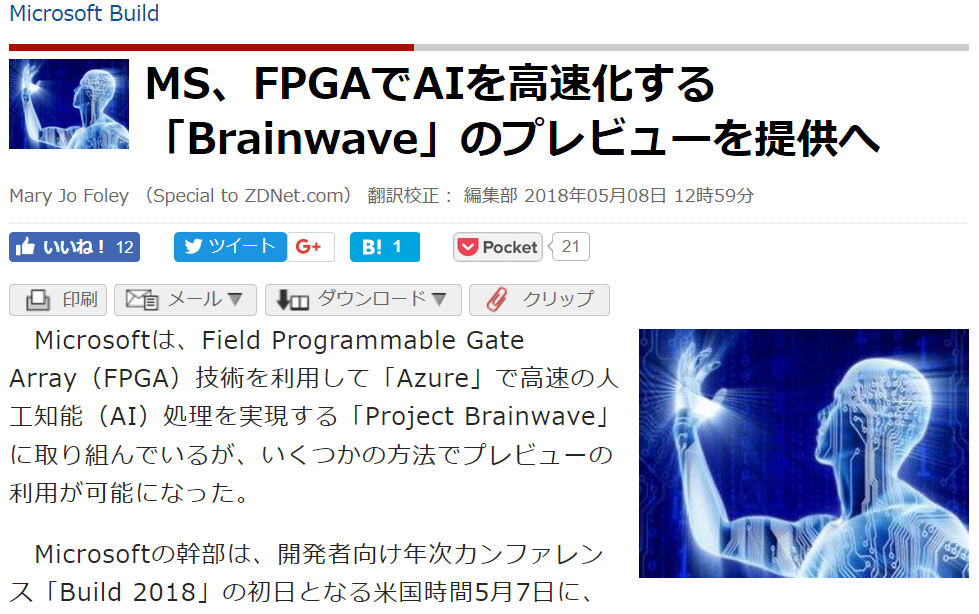 Microsoft Build
MS、FPGAでAIを高速化する
「Brainwave」のプレビューを提供へ
Mary Jo Foley （Special to ZDNet.com） 翻訳校正： 編集部 2018年05月08日 12時59分
いいね！ 12 ツイート G+ B! 1 Pocket 21
印刷 メール▼ ダウンロード▼ クリップ
Microsoftは、Field Programmable Gate
Array（FPGA）技術を利用して「Azure」で高速の人
工知能（AI）処理を実現する「Project Brainwave」
に取り組んでいるが、いくつかの方法でプレビューの
利用が可能になった。
Microsoftの幹部は、開発者向け年次カンファレン
ス「Build 2018」の初日となる米国時間5月7日に、